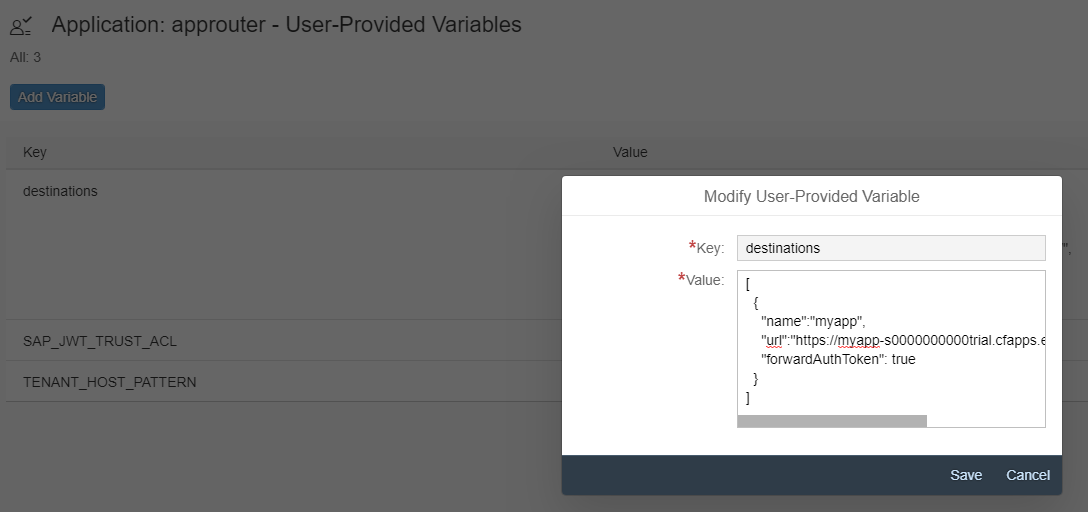 Application: approuter - User-Provided Variables
All: 3
Add Variable
Key Value
destinations
",
SAP_JWT_TRUST_ACL
TENANT_HOST_PATTERN
Modify User-Provided Variable
*Key: destinations
*Value:
[
{
"name":"myapp",
"url":"https://myapp-s0000000000trial.cfapps.e
"forwardAuthToken": true
}
]
Save Cancel